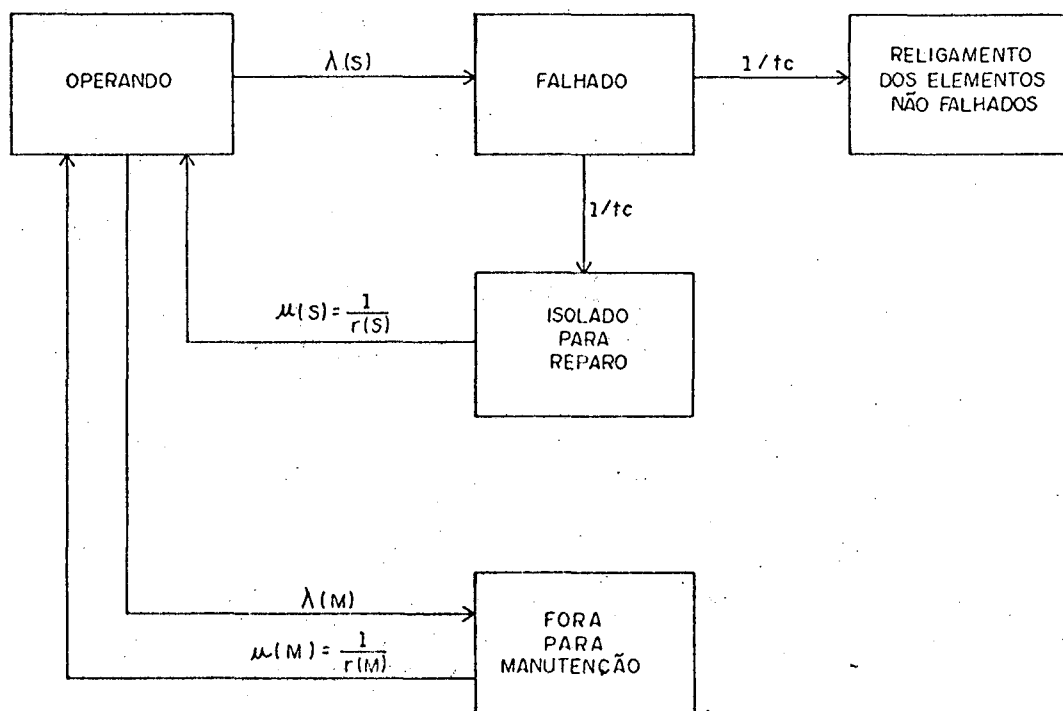 OPERANDO
λ(S)
FALHADO
1/tc
RELIGAMENTO
DOS ELEMENTOS
NÃO FALHADOS
1/tc
μ(S)=1/r(S)
ISOLADO
PARA
REPARO
λ(M)
μ(M)=1/r(M)
FORA
PARA
MANUTENÇÃO